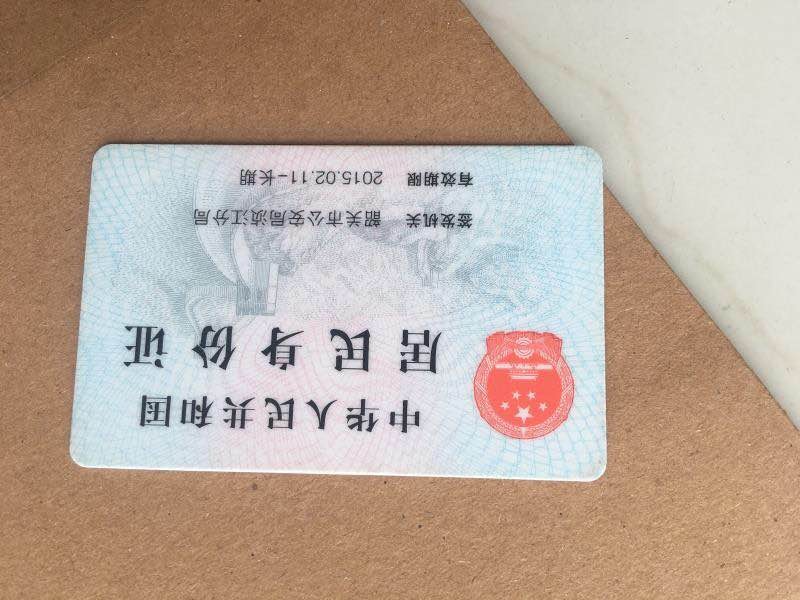 中华人民共和国
居民身份证
签发机关 韶关市公安局浈江分局
有效期限 2015.02.11-长期